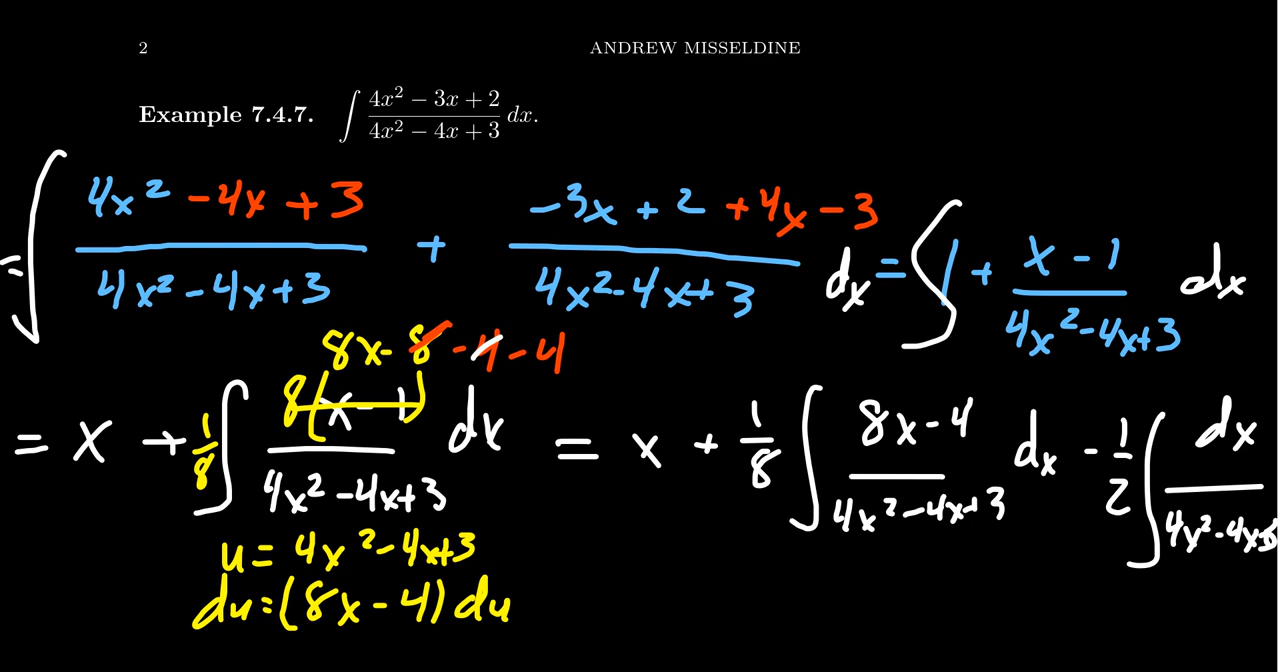 2 ANDREW MISSELDINE
Example 7.4.7. ∫ (4x² − 3x + 2)/(4x² − 4x + 3) dx.
= ∫ (4x² − 4x + 3)/(4x² − 4x + 3) + (−3x + 2 + 4x − 3)/(4x² − 4x + 3) dx = ∫ 1 + (x − 1)/(4x² − 4x + 3) dx
8x − 8 − 4 − 4
= x + 1/8 ∫ 8(x − 1)/(4x² − 4x + 3) dx = x + 1/8 ∫ (8x − 4)/(4x² − 4x + 3) dx − 1/2 ∫ dx/(4x² − 4x + 3)
u = 4x² − 4x + 3
du = (8x − 4) du